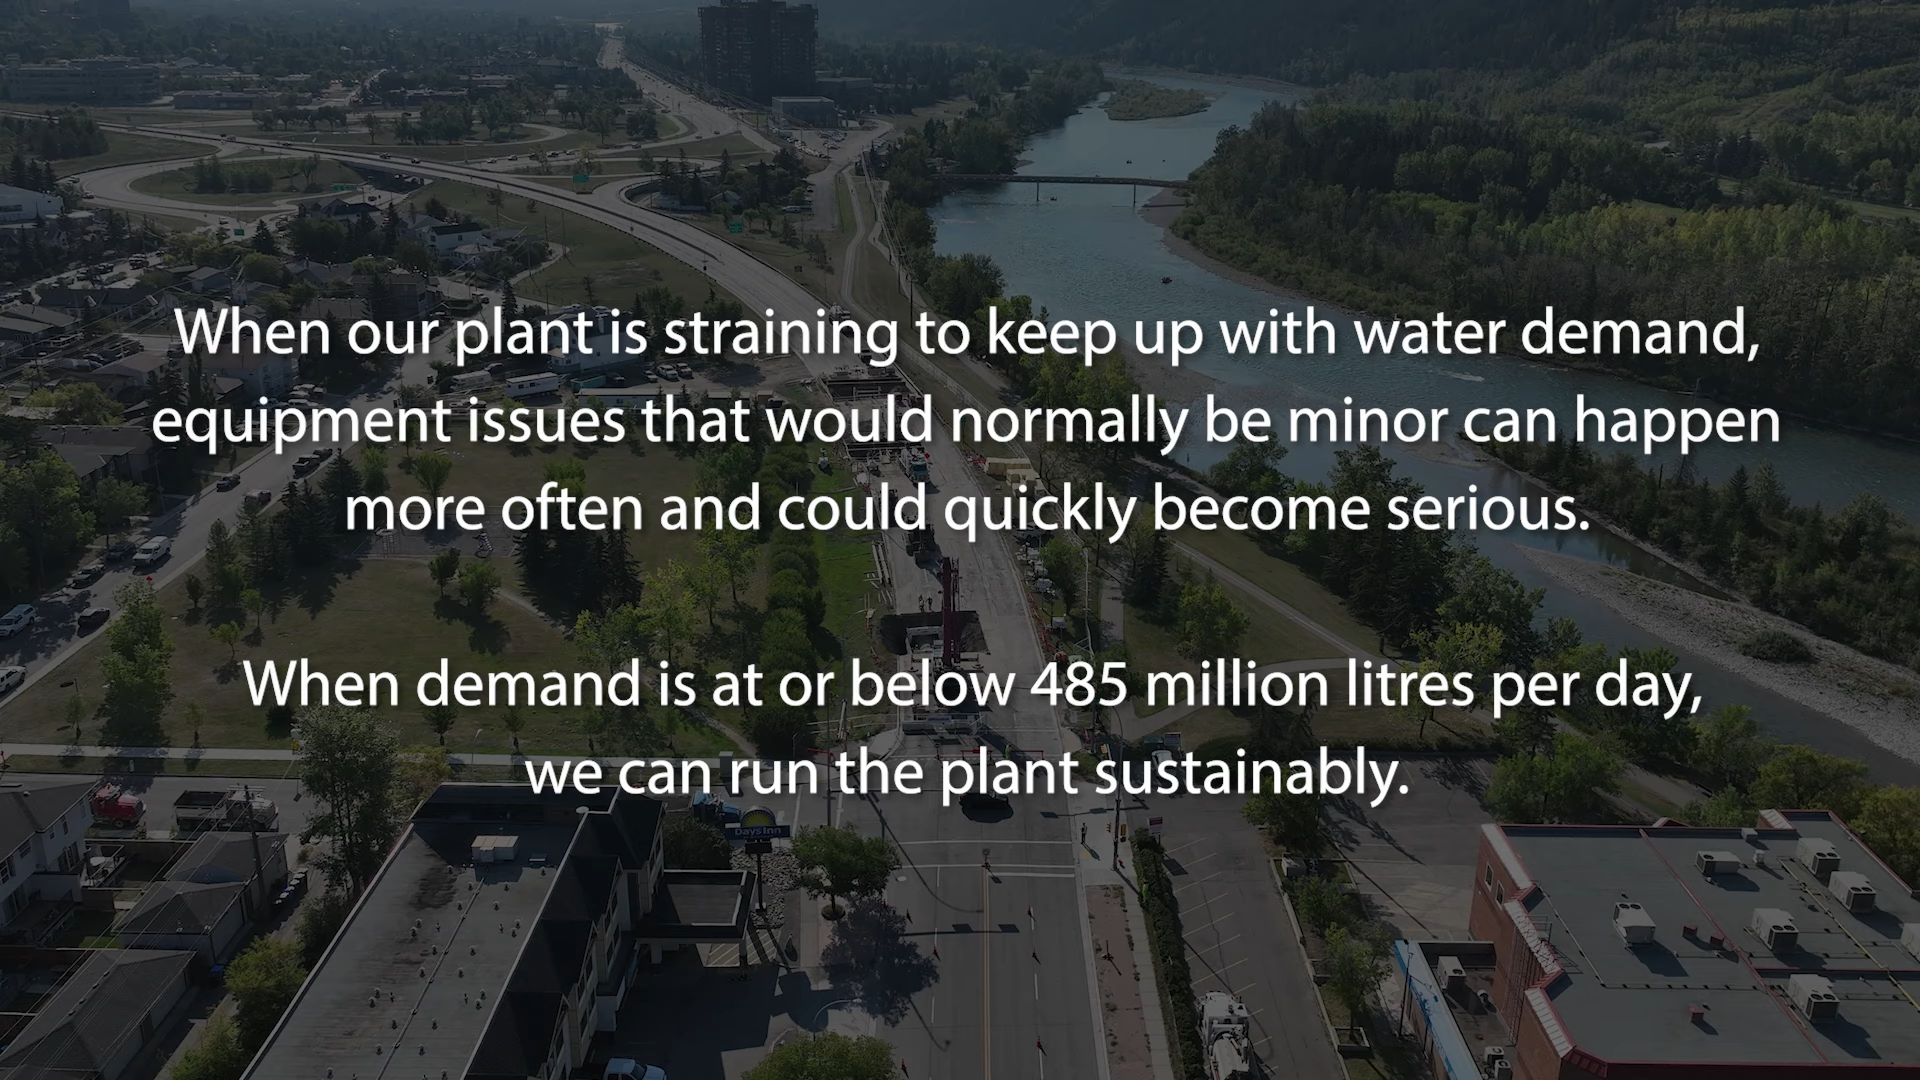 When our plant is straining to keep up with water demand,
equipment issues that would normally be minor can happen
more often and could quickly become serious.
When demand is at or below 485 million litres per day,
we can run the plant sustainably.
Days Inn